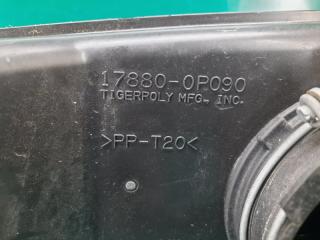 17880-0P090
TIGERPOLY MFG., INC.
>PP-T20<